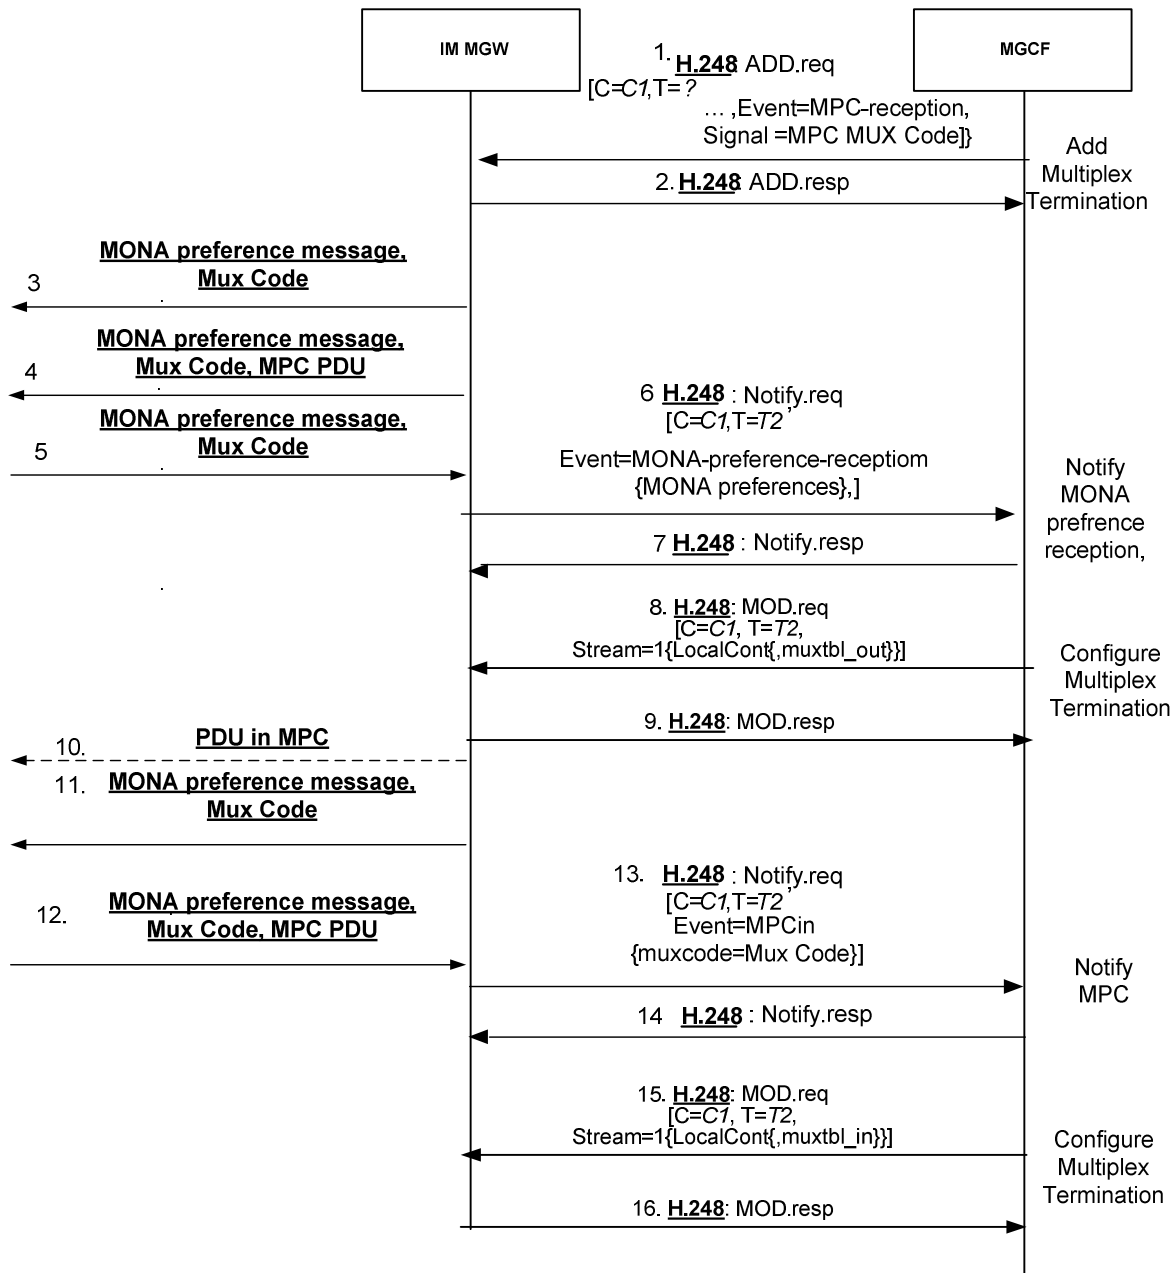 IM MGW
MGCF
1. H.248: ADD.req
[C=C1,T=?
... ,Event=MPC-reception,
Signal =MPC MUX Code]}
Add
Multiplex
Termination
2. H.248: ADD.resp
MONA preference message,
Mux Code
3
MONA preference message,
Mux Code, MPC PDU
4
MONA preference message,
Mux Code
5
6 H.248 : Notify.req
[C=C1,T=T2,
Event=MONA-preference-receptiom
{MONA preferences},]
Notify
MONA
prefrence
reception,
7 H.248 : Notify.resp
8. H.248: MOD.req
[C=C1, T=T2,
Stream=1{LocalCont{,muxtbl_out}}]
Configure
Multiplex
Termination
9. H.248: MOD.resp
10. PDU in MPC
11. MONA preference message,
Mux Code
12. MONA preference message,
Mux Code, MPC PDU
13. H.248 : Notify.req
[C=C1,T=T2,
Event=MPCin
{muxcode=Mux Code}]
Notify
MPC
14 H.248 : Notify.resp
15. H.248: MOD.req
[C=C1, T=T2,
Stream=1{LocalCont{,muxtbl_in}}]
Configure
Multiplex
Termination
16. H.248: MOD.resp